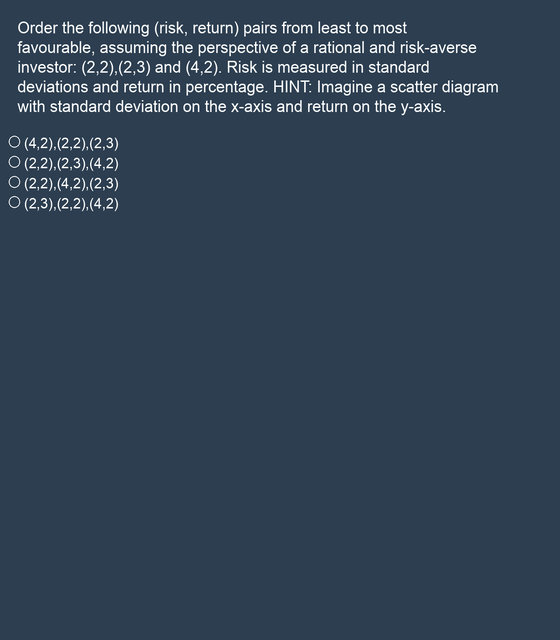 Order the following (risk, return) pairs from least to most
favourable, assuming the perspective of a rational and risk-averse
investor: (2,2),(2,3) and (4,2). Risk is measured in standard
deviations and return in percentage. HINT: Imagine a scatter diagram
with standard deviation on the x-axis and return on the y-axis.
(4,2),(2,2),(2,3)
(2,2),(2,3),(4,2)
(2,2),(4,2),(2,3)
(2,3),(2,2),(4,2)